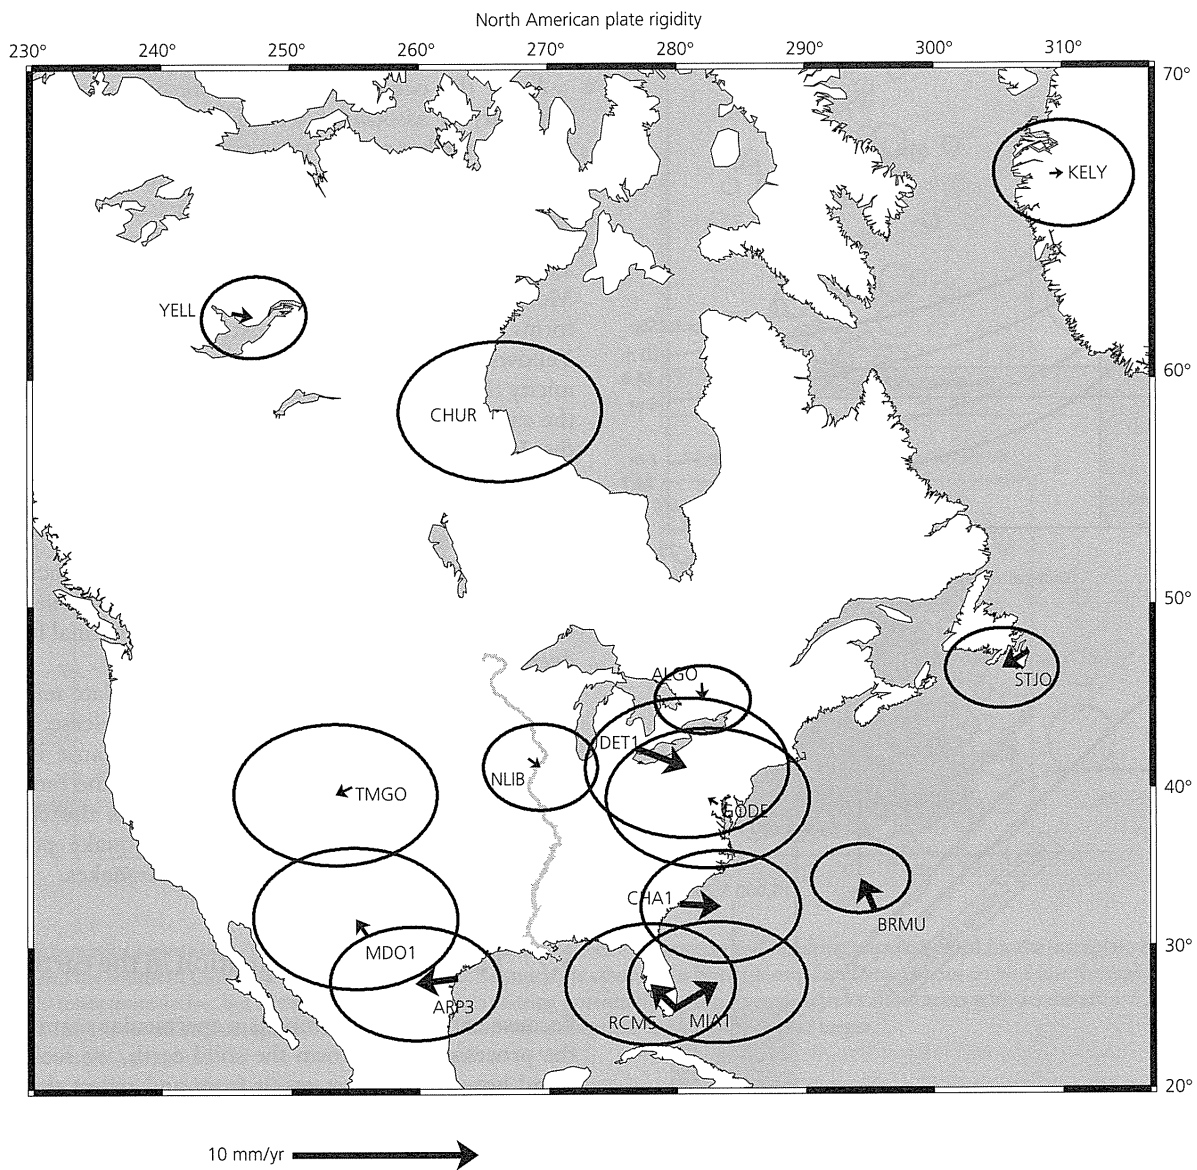 North American plate rigidity
230° 240° 250° 260° 270° 280° 290° 300° 310°
70°
KELY
YELL
60°
CHUR
50°
ALGO
STJO
DET1
NLIB
40°
TMGO
GODE
CHA1
BRMU
MDO1
30°
ARP3
RCM5 MIA1
20°
10 mm/yr